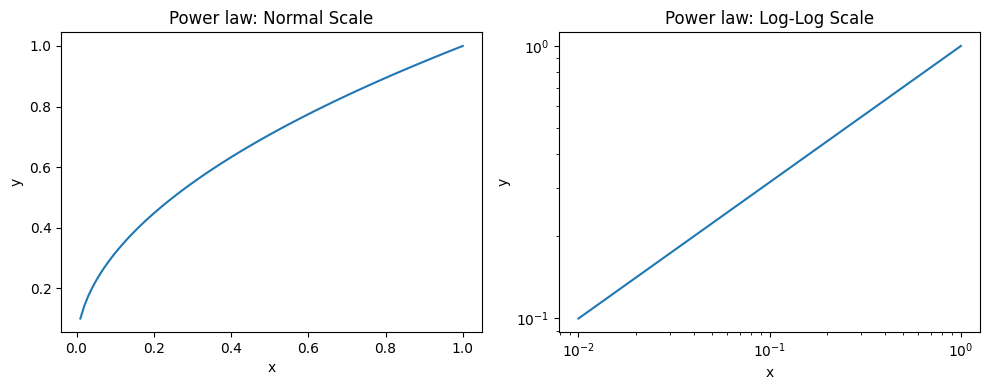 Power law: Normal Scale
1.0
0.8
0.6
0.4
0.2
y
0.0 0.2 0.4 0.6 0.8 1.0
x
Power law: Log-Log Scale
10⁰
10⁻¹
y
10⁻² 10⁻¹ 10⁰
x